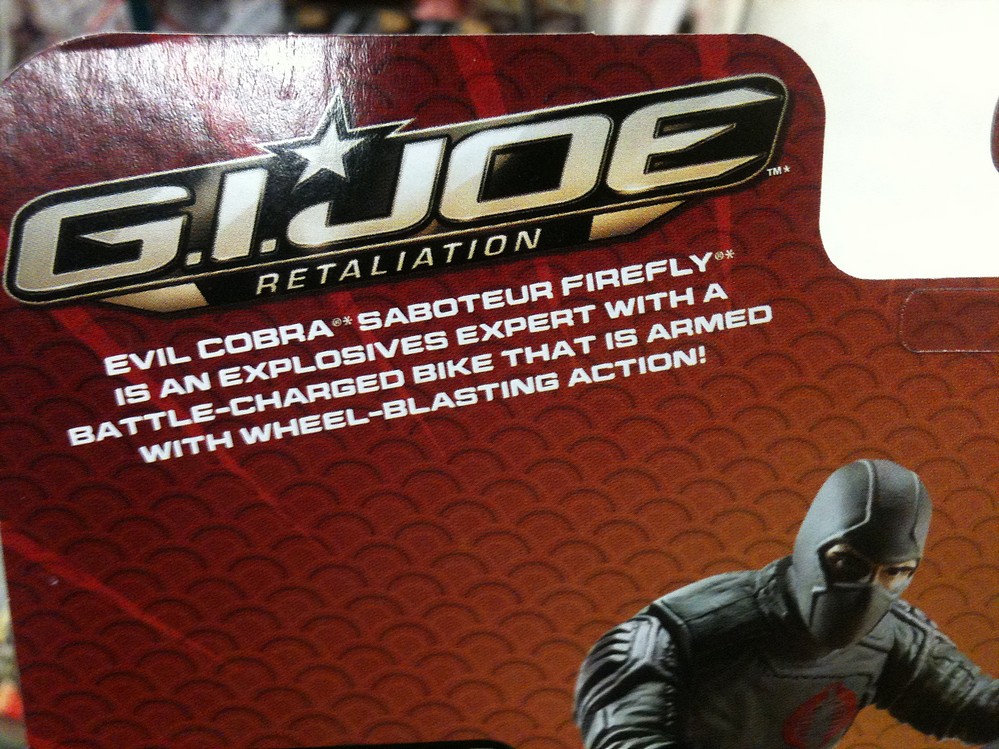 G.I.JOE™*
RETALIATION
EVIL COBRA®* SABOTEUR FIREFLY®*
IS AN EXPLOSIVES EXPERT WITH A
BATTLE-CHARGED BIKE THAT IS ARMED
WITH WHEEL-BLASTING ACTION!